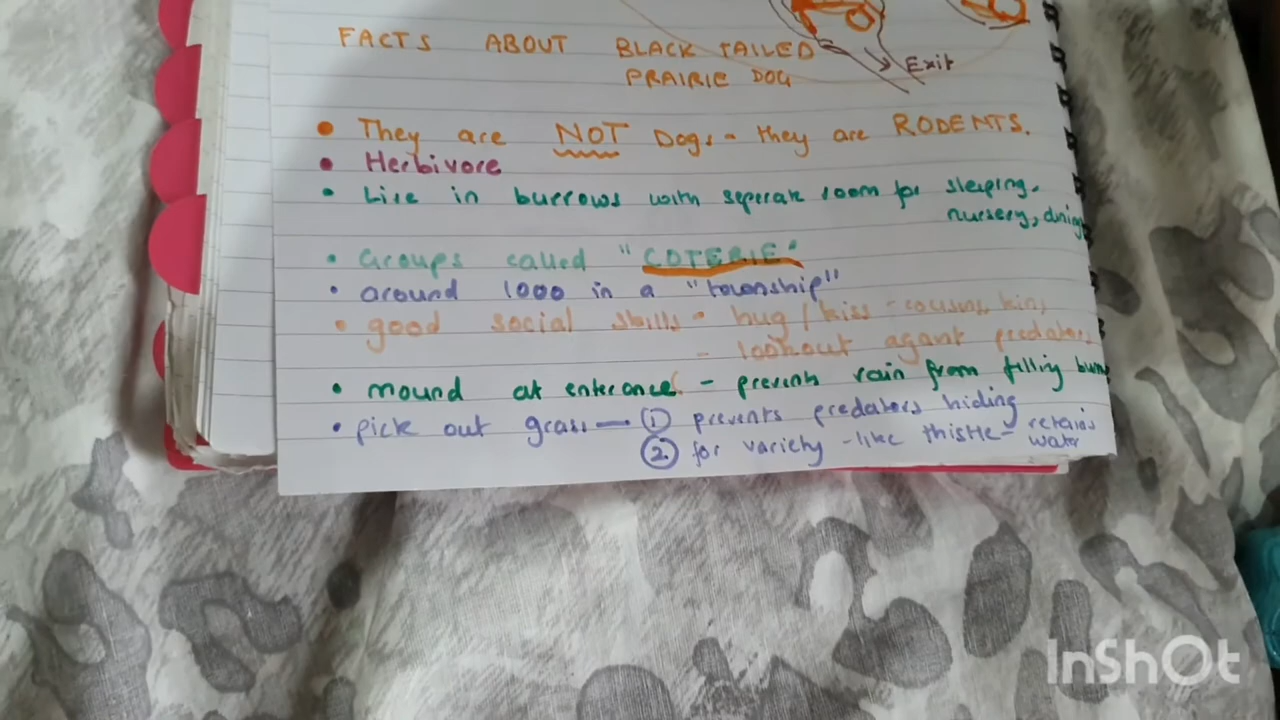 Exit
FACTS ABOUT BLACK TAILED
PRAIRIE DOG
• They are NOT Dogs - they are RODENTS.
• Herbivore
• Live in burrows with seperate room for sleeping,
nursery, dining
• Groups called "COTERIE"
• around 1000 in a "township"
• good social skills - hug / kiss - cousins, kin,
- lookout against predators
• mound at entrance - prevents rain from filling
• pick out grass — ① prevents predators hiding
② for variety - like thistle - retains
water
InShOt